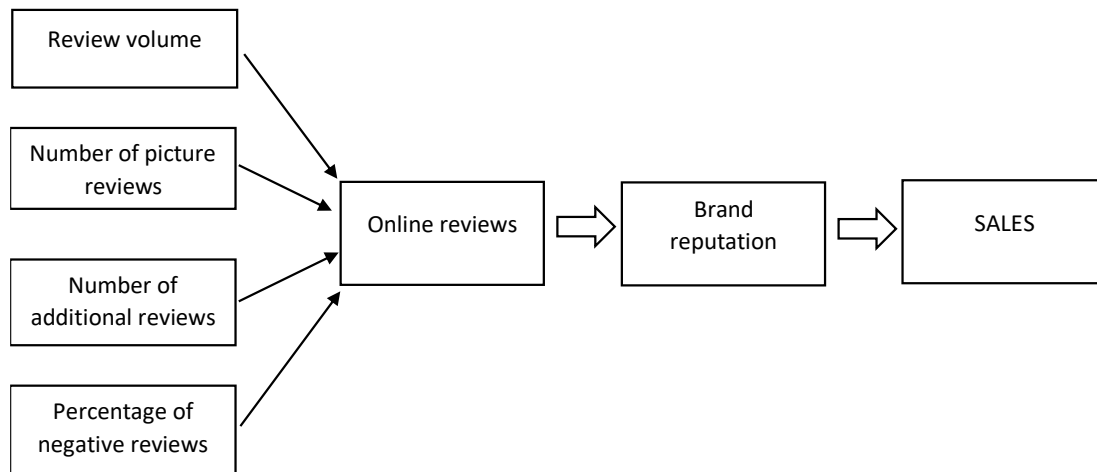 Review volume
Number of picture
reviews
Number of
additional reviews
Percentage of
negative reviews
Online reviews
Brand
reputation
SALES